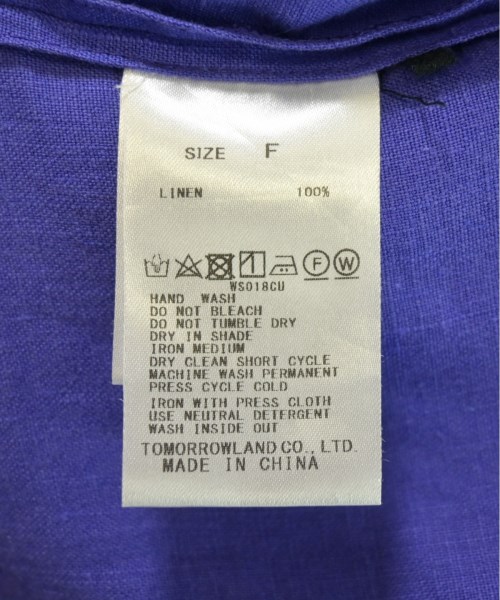 SIZE F
LINEN 100%
F W
WS018CU
HAND WASH
DO NOT BLEACH
DO NOT TUMBLE DRY
DRY IN SHADE
IRON MEDIUM
DRY CLEAN SHORT CYCLE
MACHINE WASH PERMANENT
PRESS CYCLE COLD
IRON WITH PRESS CLOTH
USE NEUTRAL DETERGENT
WASH INSIDE OUT
TOMORROWLAND CO., LTD.
MADE IN CHINA